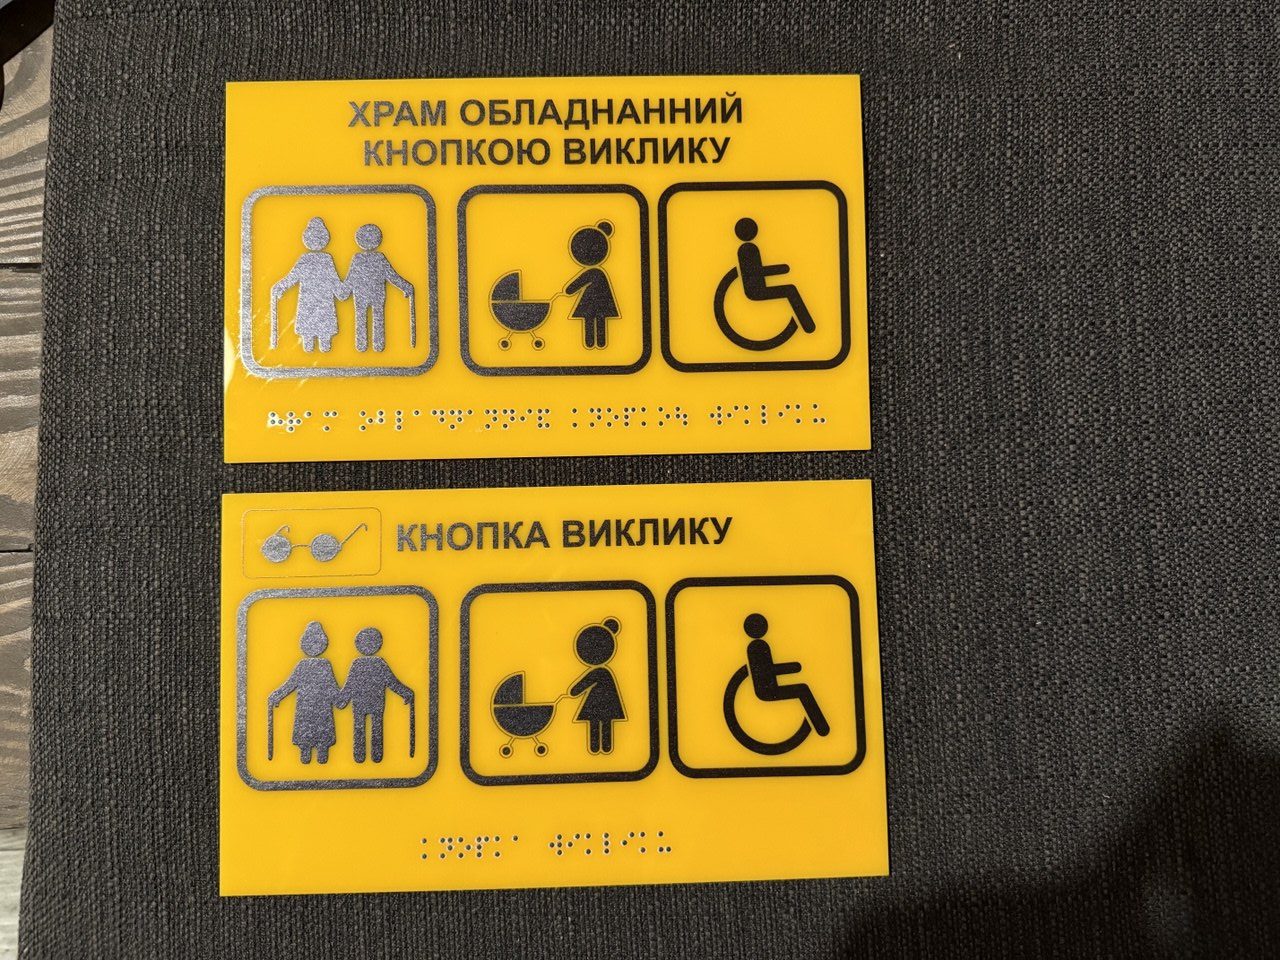 ХРАМ ОБЛАДНАННИЙ
КНОПКОЮ ВИКЛИКУ
КНОПКА ВИКЛИКУ